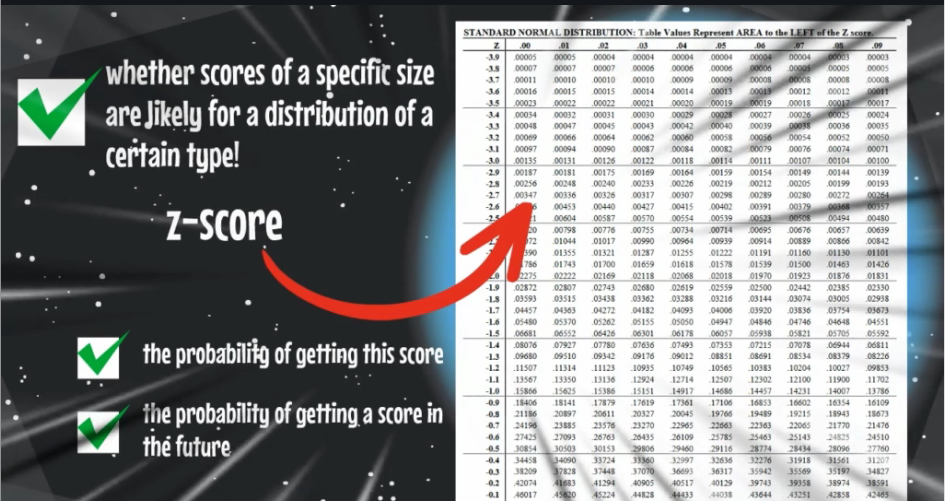 whether scores of a specific size
are likely for a distribution of a
certain type!
z-score
the probability of getting this score
the probability of getting a score in
the future
STANDARD NORMAL DISTRIBUTION: Table Values Represent AREA to the LEFT of the Z score.
Z .00 .01 .02 .03 .04 .05 .06 .07 .08 .09
-3.9 .00005 .00005 .00004 .00004 .00004 .00004 .00004 .00004 .00003 .00003
-3.8 .00007 .00007 .00007 .00006 .00006 .00006 .00006 .00005 .00005 .00005
-3.7 .00011 .00010 .00010 .00010 .00009 .00009 .00008 .00008 .00008 .00008
-3.6 .00016 .00015 .00015 .00014 .00014 .00013 .00013 .00012 .00012 .00011
-3.5 .00023 .00022 .00022 .00021 .00020 .00019 .00019 .00018 .00017 .00017
-3.4 .00034 .00032 .00031 .00030 .00029 .00028 .00027 .00026 .00025 .00024
-3.3 .00048 .00047 .00045 .00043 .00042 .00040 .00039 .00038 .00036 .00035
-3.2 .00069 .00066 .00064 .00062 .00060 .00058 .00056 .00054 .00052 .00050
-3.1 .00097 .00094 .00090 .00087 .00084 .00082 .00079 .00076 .00074 .00071
-3.0 .00135 .00131 .00126 .00122 .00118 .00114 .00111 .00107 .00104 .00100
-2.9 .00187 .00181 .00175 .00169 .00164 .00159 .00154 .00149 .00144 .00139
-2.8 .00256 .00248 .00240 .00233 .00226 .00219 .00212 .00205 .00199 .00193
-2.7 .00347 .00336 .00326 .00317 .00307 .00298 .00289 .00280 .00272 .00264
-2.6 .00453 .00440 .00427 .00415 .00402 .00391 .00379 .00368 .00357
-2.5 .00604 .00587 .00570 .00554 .00539 .00523 .00508 .00494 .00480
.00798 .00776 .00755 .00734 .00714 .00695 .00676 .00657 .00639
.01044 .01017 .00990 .00964 .00939 .00914 .00889 .00866 .00842
.01355 .01321 .01287 .01255 .01222 .01191 .01160 .01130 .01101
.01743 .01700 .01659 .01618 .01578 .01539 .01500 .01463 .01426
.02222 .02169 .02118 .02068 .02018 .01970 .01923 .01876 .01831
-1.9 .02872 .02807 .02743 .02680 .02619 .02559 .02500 .02442 .02385 .02330
-1.8 .03593 .03515 .03438 .03362 .03288 .03216 .03144 .03074 .03005 .02938
-1.7 .04457 .04363 .04272 .04182 .04093 .04006 .03920 .03836 .03754 .03673
-1.6 .05480 .05370 .05262 .05155 .05050 .04947 .04846 .04746 .04648 .04551
-1.5 .06681 .06552 .06426 .06301 .06178 .06057 .05938 .05821 .05705 .05592
-1.4 .08076 .07927 .07780 .07636 .07493 .07353 .07215 .07078 .06944 .06811
-1.3 .09680 .09510 .09342 .09176 .09012 .08851 .08691 .08534 .08379 .08226
-1.2 .11507 .11314 .11123 .10935 .10749 .10565 .10383 .10204 .10027 .09853
-1.1 .13567 .13350 .13136 .12924 .12714 .12507 .12302 .12100 .11900 .11702
-1.0 .15866 .15625 .15386 .15151 .14917 .14686 .14457 .14231 .14007 .13786
-0.9 .18406 .18141 .17879 .17619 .17361 .17106 .16853 .16602 .16354 .16109
-0.8 .21186 .20897 .20611 .20327 .20045 .19766 .19489 .19215 .18943 .18673
-0.7 .24196 .23885 .23576 .23270 .22965 .22663 .22363 .22065 .21770 .21476
-0.6 .27425 .27093 .26763 .26435 .26109 .25785 .25463 .25143 .24825 .24510
-0.5 .30854 .30503 .30153 .29806 .29460 .29116 .28774 .28434 .28096 .27760
-0.4 .34458 .34090 .33724 .33360 .32997 .32636 .32276 .31918 .31561 .31207
-0.3 .38209 .37828 .37448 .37070 .36693 .36317 .35942 .35569 .35197 .34827
-0.2 .42074 .41683 .41294 .40905 .40517 .40129 .39743 .39358 .38974 .38591
-0.1 .46017 .45620 .45224 .44828 .44433 .44038 .43644 .43251 .42858 .42465